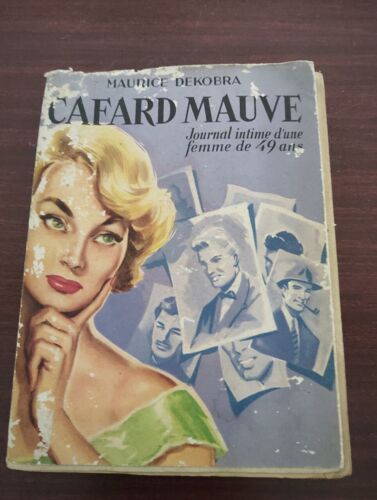 MAURICE DEKOBRA
CAFARD MAUVE
Journal intime d'une
femme de 49 ans